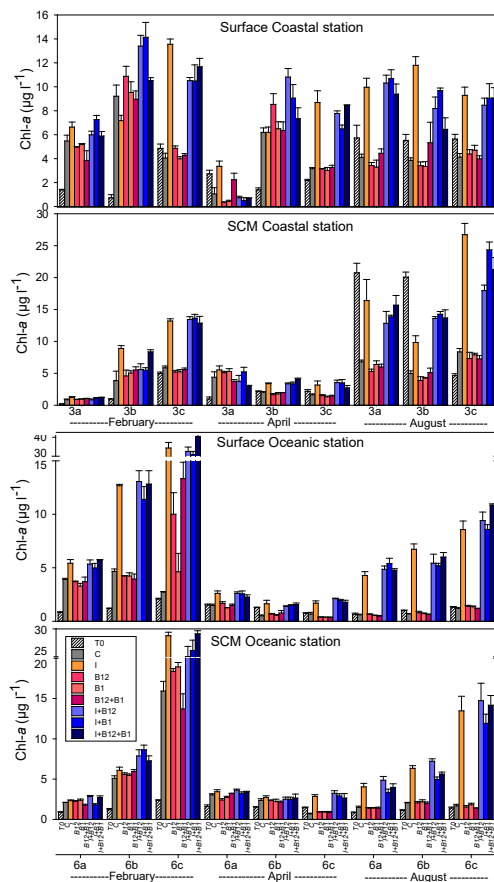 Surface Coastal station
Chl-a (µg l⁻¹)
16
14
12
10
8
6
4
2
0
SCM Coastal station
Chl-a (µg l⁻¹)
30
25
20
15
10
5
0
3a 3b 3c 3a 3b 3c 3a 3b 3c
----------February---------- ----------April---------- ----------August----------
Surface Oceanic station
Chl-a (µg l⁻¹)
40
30
15
10
5
0
SCM Oceanic station
Chl-a (µg l⁻¹)
30
20
15
10
5
0
T0
C
I
B12
B1
B12+B1
I+B12
I+B1
I+B12+B1
6a 6b 6c 6a 6b 6c 6a 6b 6c
----------February---------- ----------April---------- ----------August----------